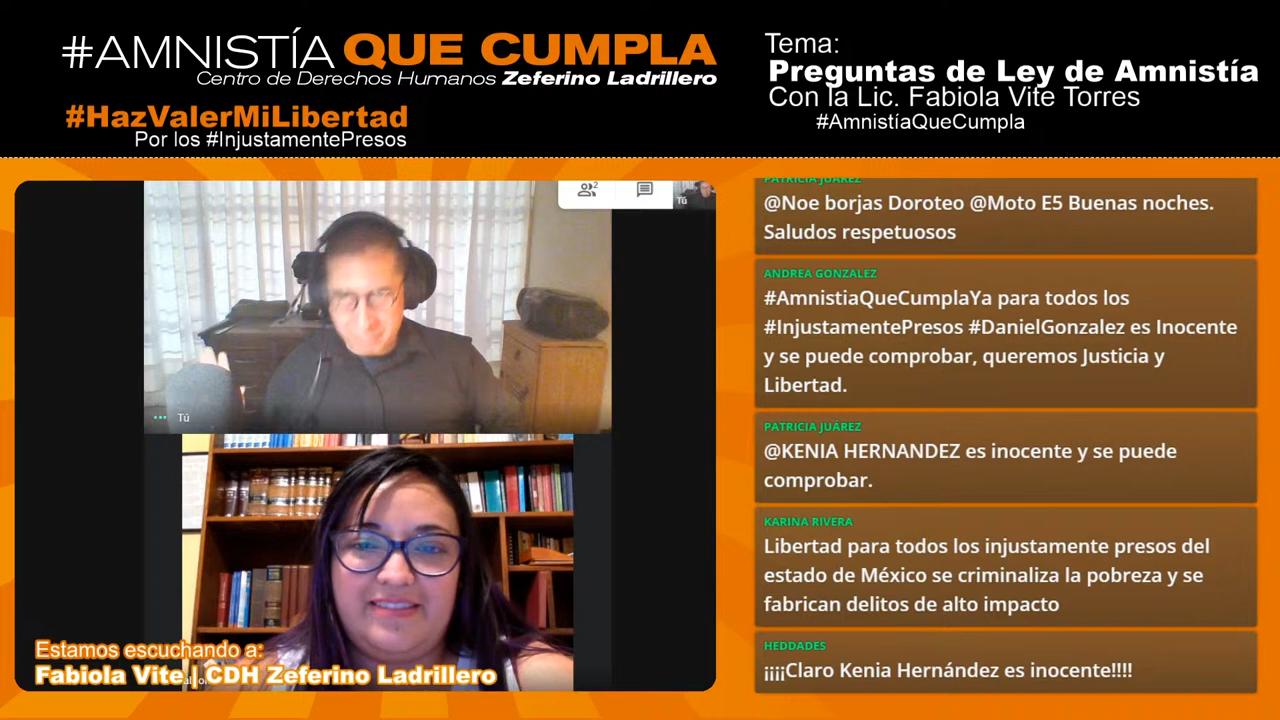 #AMNISTÍA QUE CUMPLA
Centro de Derechos Humanos Zeferino Ladrillero
#HazValerMiLibertad
Por los #InjustamentePresos
Tema:
Preguntas de Ley de Amnistía
Con la Lic. Fabiola Vite Torres
#AmnistíaQueCumpla
2
Tú
Tú
Estamos escuchando a:
Fabiola Vite | CDH Zeferino Ladrillero
PATRICIA JUÁREZ
@Noe borjas Doroteo @Moto E5 Buenas noches.
Saludos respetuosos
ANDREA GONZALEZ
#AmnistiaQueCumplaYa para todos los
#InjustamentePresos #DanielGonzalez es Inocente
y se puede comprobar, queremos Justicia y
Libertad.
PATRICIA JUÁREZ
@KENIA HERNANDEZ es inocente y se puede
comprobar.
KARINA RIVERA
Libertad para todos los injustamente presos del
estado de México se criminaliza la pobreza y se
fabrican delitos de alto impacto
HEDDADES
¡¡¡¡Claro Kenia Hernández es inocente!!!!